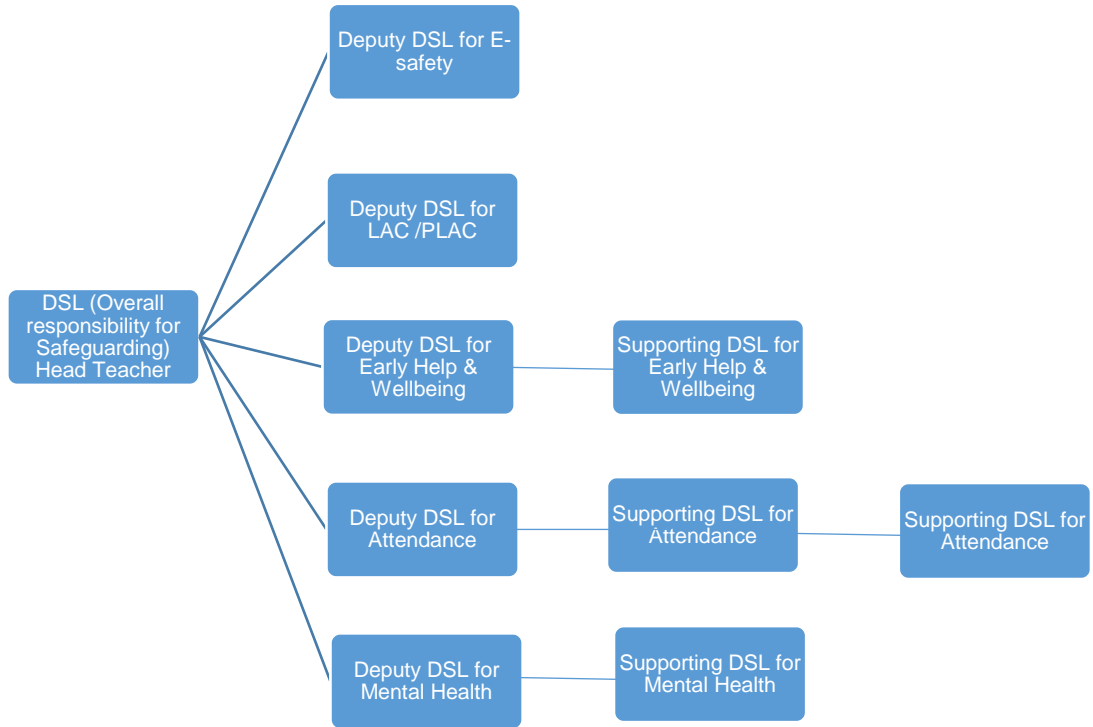 Deputy DSL for E-
safety
Deputy DSL for
LAC /PLAC
DSL (Overall
responsibility for
Safeguarding)
Head Teacher
Deputy DSL for
Early Help &
Wellbeing
Supporting DSL for
Early Help &
Wellbeing
Deputy DSL for
Attendance
Supporting DSL for
Attendance
Supporting DSL for
Attendance
Deputy DSL for
Mental Health
Supporting DSL for
Mental Health